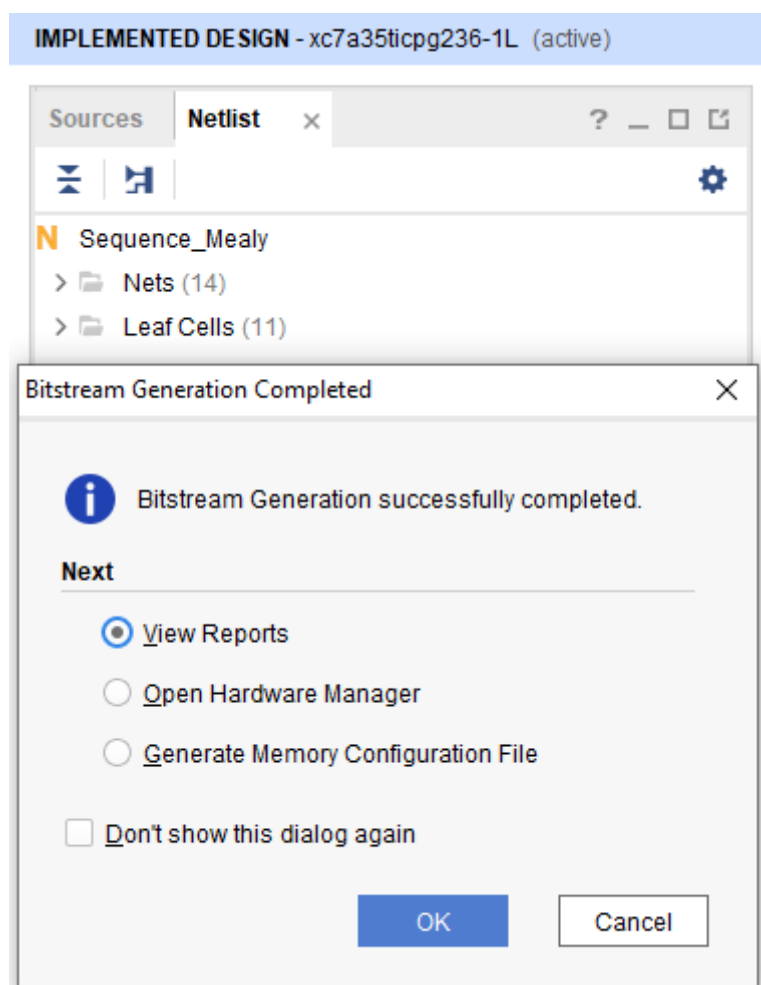 IMPLEMENTED DESIGN - xc7a35ticpg236-1L (active)
Sources Netlist
?
N Sequence_Mealy
Nets (14)
Leaf Cells (11)
Bitstream Generation Completed
i Bitstream Generation successfully completed.
Next
View Reports
Open Hardware Manager
Generate Memory Configuration File
Don't show this dialog again
OK Cancel